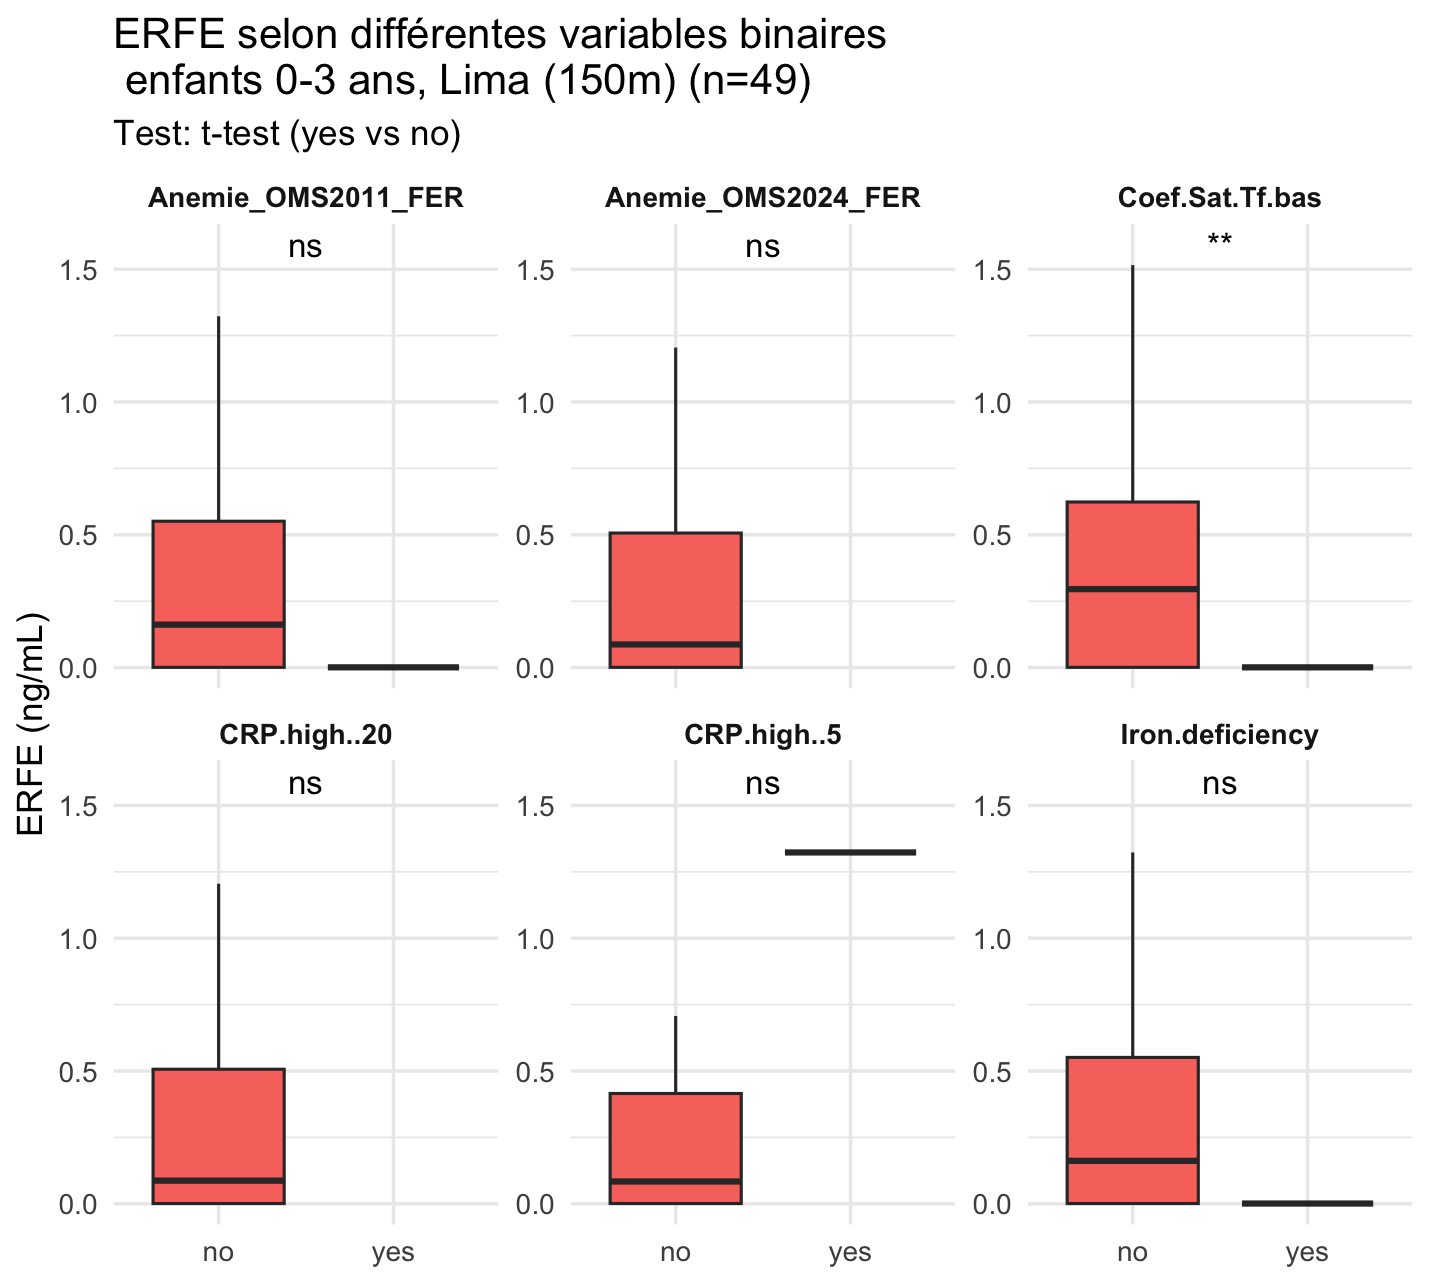 ERFE selon différentes variables binaires
enfants 0-3 ans, Lima (150m) (n=49)
Test: t-test (yes vs no)
Anemie_OMS2011_FER
Anemie_OMS2024_FER
Coef.Sat.Tf.bas
ns
ns
**
1.5
1.0
0.5
0.0
1.5
1.0
0.5
0.0
1.5
1.0
0.5
0.0
ERFE (ng/mL)
CRP.high..20
CRP.high..5
Iron.deficiency
ns
ns
ns
1.5
1.0
0.5
0.0
1.5
1.0
0.5
0.0
1.5
1.0
0.5
0.0
no yes
no yes
no yes